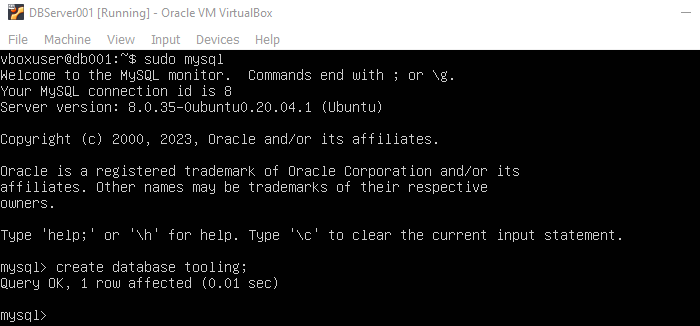 DBServer001 [Running] - Oracle VM VirtualBox
File Machine View Input Devices Help
vboxuser@db001:~$ sudo mysql
Welcome to the MySQL monitor.  Commands end with ; or \g.
Your MySQL connection id is 8
Server version: 8.0.35-0ubuntu0.20.04.1 (Ubuntu)
Copyright (c) 2000, 2023, Oracle and/or its affiliates.
Oracle is a registered trademark of Oracle Corporation and/or its
affiliates. Other names may be trademarks of their respective
owners.
Type 'help;' or '\h' for help. Type '\c' to clear the current input statement.
mysql> create database tooling;
Query OK, 1 row affected (0.01 sec)
mysql>